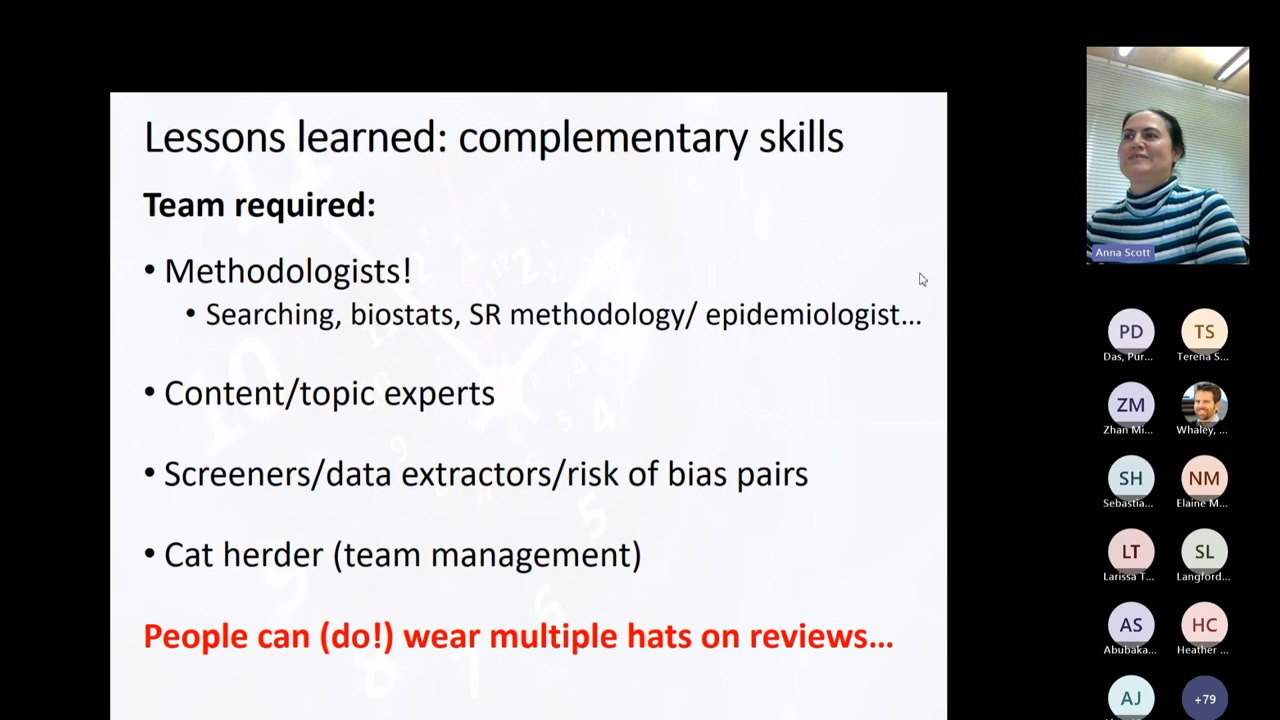 Lessons learned: complementary skills
Team required:
• Methodologists!
• Searching, biostats, SR methodology/ epidemiologist...
• Content/topic experts
• Screeners/data extractors/risk of bias pairs
• Cat herder (team management)
People can (do!) wear multiple hats on reviews...
Anna Scott
PD
TS
Das, Pur...
Terena S...
ZM
Zhan Mi...
Whaley, ...
SH
NM
Sebastia...
Elaine M...
LT
SL
Larissa T...
Langford...
AS
HC
Abubaka...
Heather ...
AJ
+79